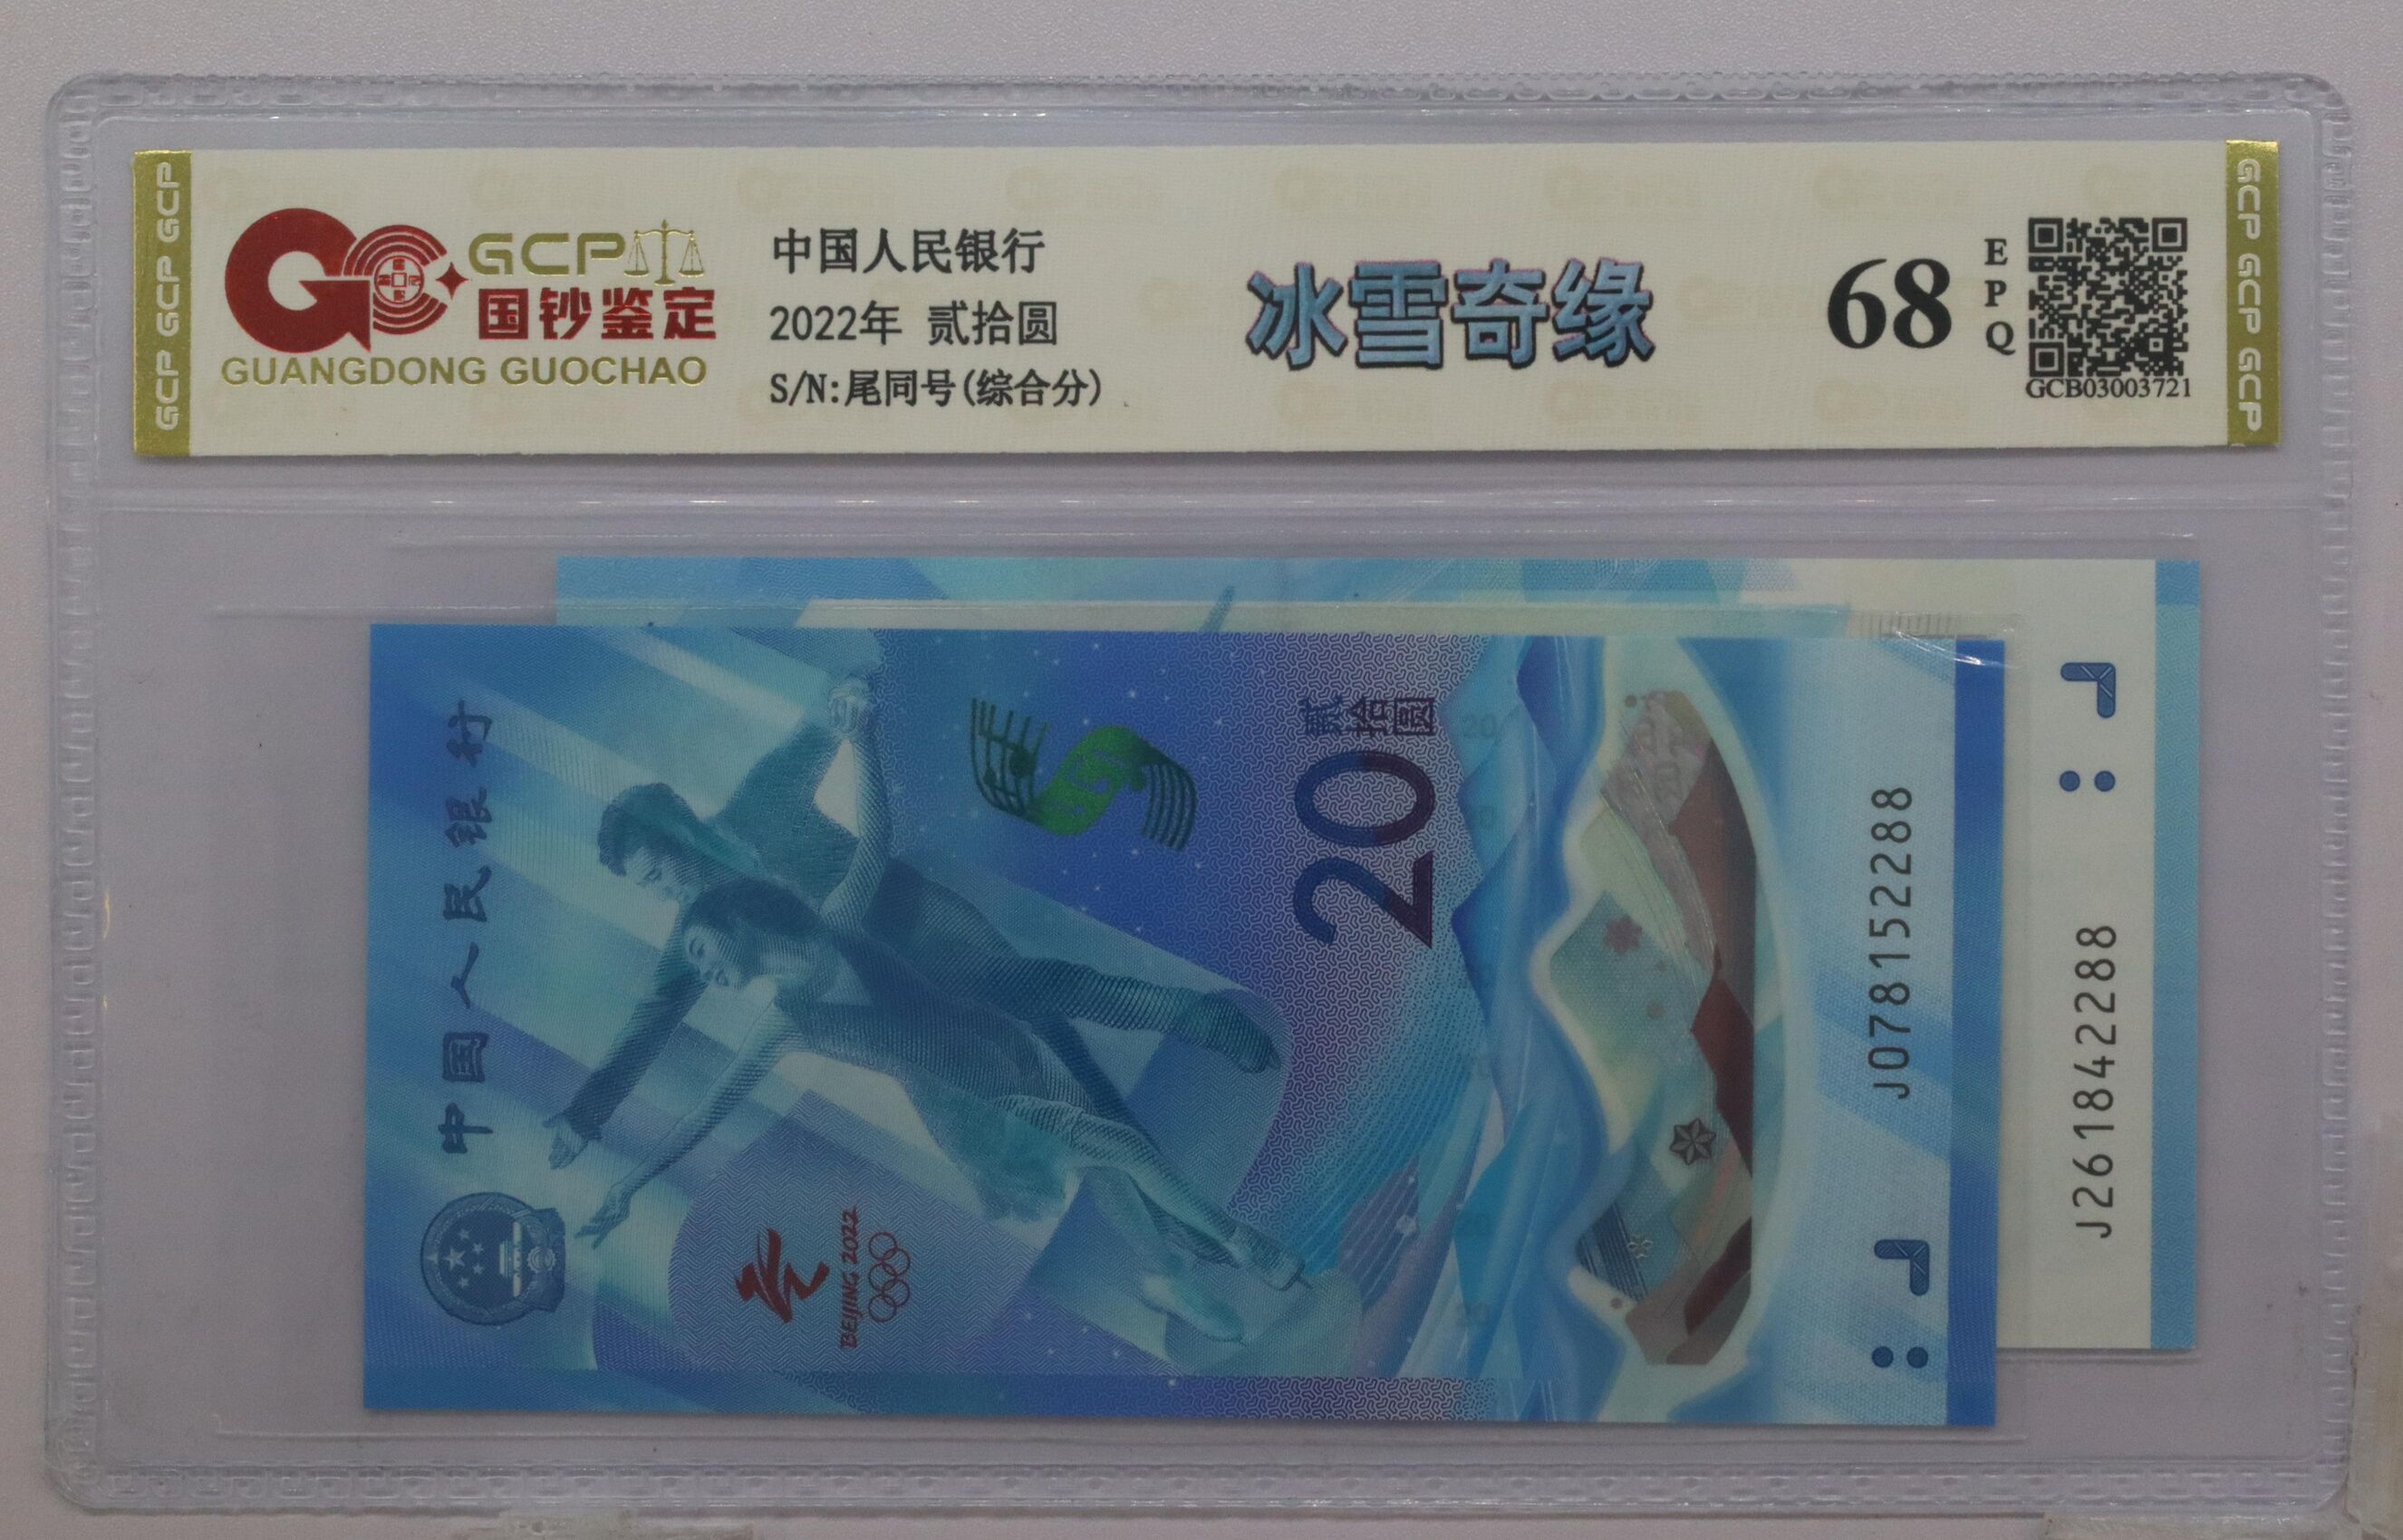 GCP GCP GCP
GCP
国钞鉴定
GUANGDONG GUOCHAO
中国人民银行
2022年 贰拾圆
S/N:尾同号(综合分)
冰雪奇缘
68
EPQ
GCB03003721
GCP GCP GCP
中国人民银行
BEIJING 2022
贰拾圆
20
J078152288
J261842288